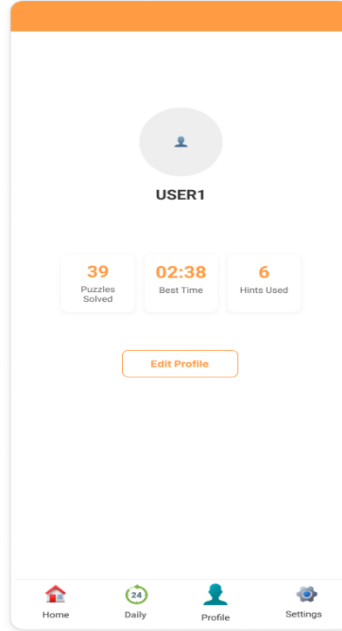 USER1
39
Puzzles
Solved
02:38
Best Time
6
Hints Used
Edit Profile
24
Home
Daily
Profile
Settings